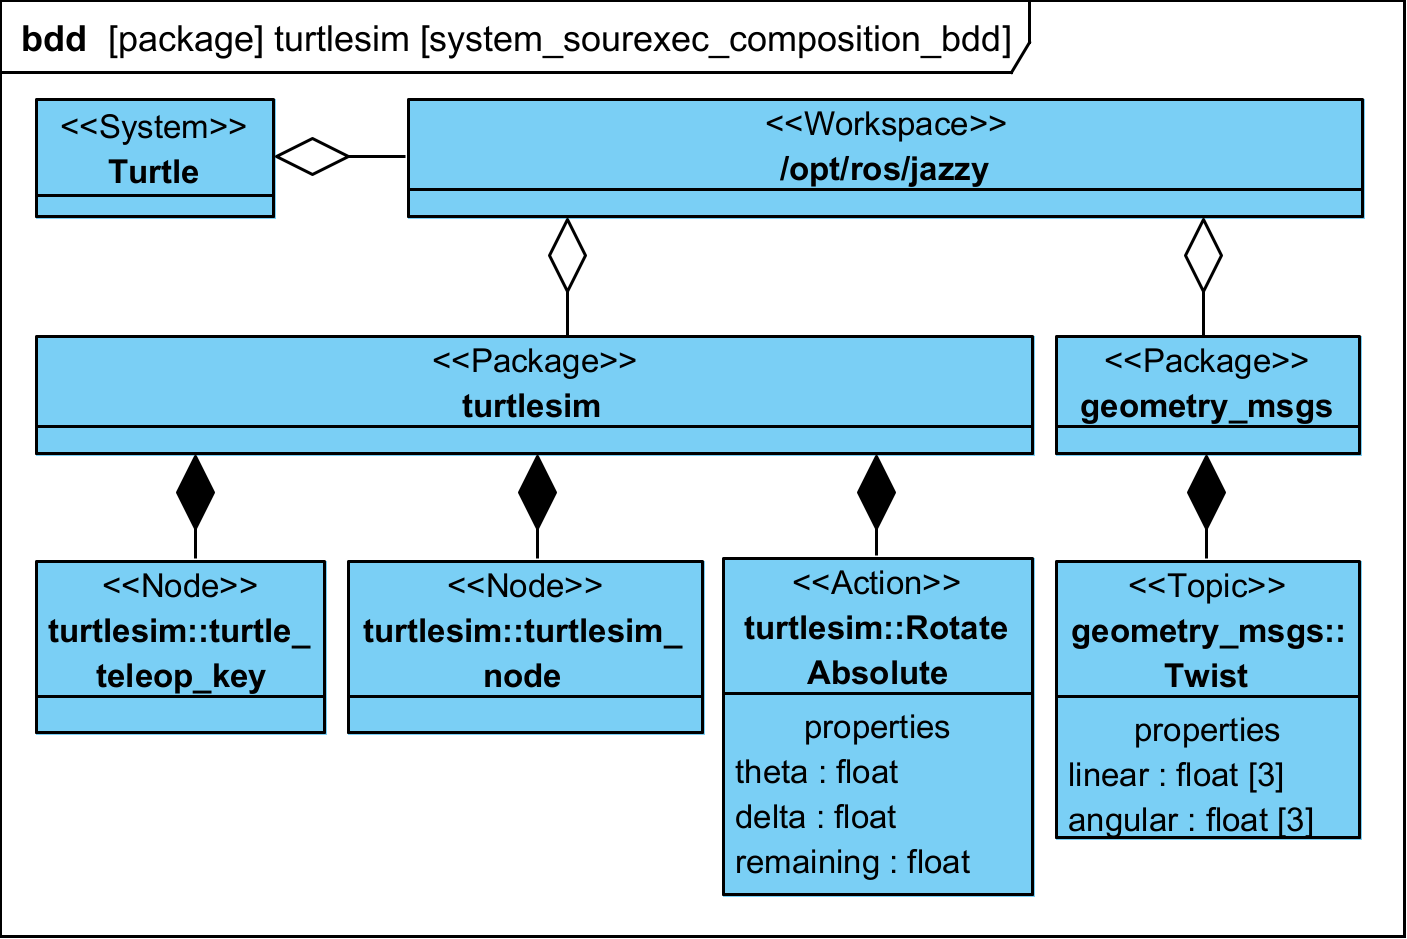 bdd [package] turtlesim [system_sourexec_composition_bdd]
<<System>>
Turtle
<<Workspace>>
/opt/ros/jazzy
<<Package>>
turtlesim
<<Package>>
geometry_msgs
<<Node>>
turtlesim::turtle_
teleop_key
<<Node>>
turtlesim::turtlesim_
node
<<Action>>
turtlesim::Rotate
Absolute
properties
theta : float
delta : float
remaining : float
<<Topic>>
geometry_msgs::
Twist
properties
linear : float [3]
angular : float [3]